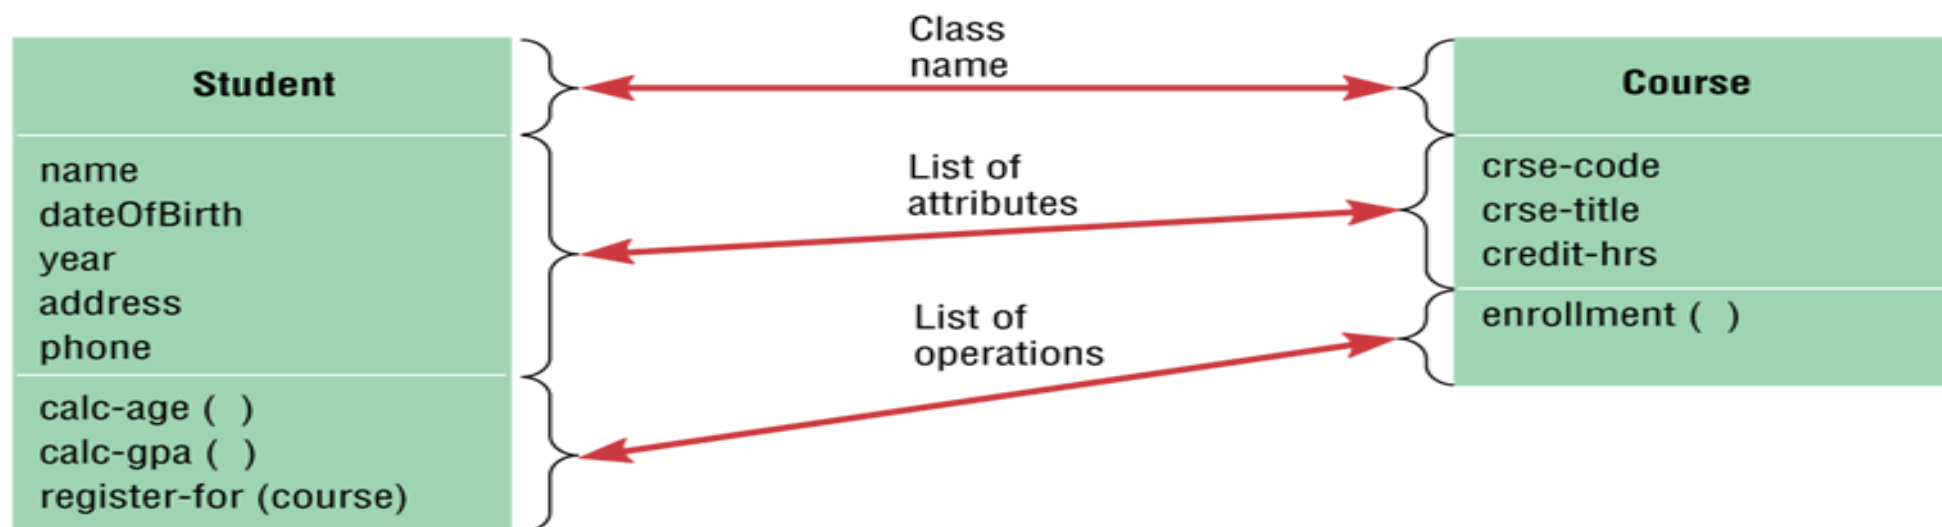 Student
name
dateOfBirth
year
address
phone
calc-age ( )
calc-gpa ( )
register-for (course)
Class
name
List of
attributes
List of
operations
Course
crse-code
crse-title
credit-hrs
enrollment ( )